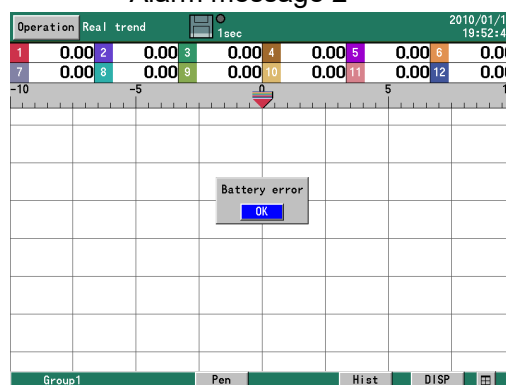 Alarm message 2
Operation Real trend 1sec 2010/01/1
19:52:4
1 0.00 2 0.00 3 0.00 4 0.00 5 0.00 6 0.0
7 0.00 8 0.00 9 0.00 10 0.00 11 0.00 12 0.0
-10 -5 0 5 1
Battery error
OK
Group1 Pen Hist DISP